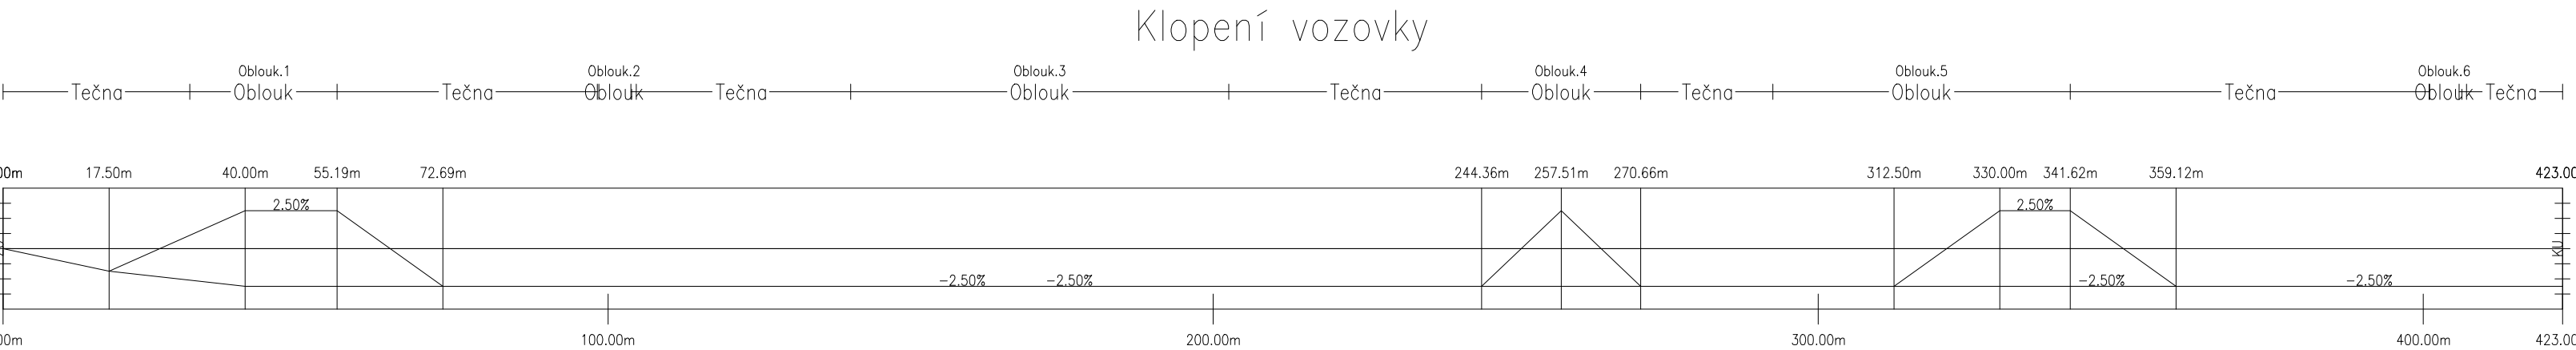 Klopení vozovky
Oblouk.1 Oblouk.2 Oblouk.3 Oblouk.4 Oblouk.5 Oblouk.6
Tečna Oblouk Tečna Oblouk Tečna Oblouk Tečna Oblouk Tečna Oblouk Tečna Oblouk Tečna
00m 17.50m 40.00m 55.19m 72.69m 244.36m 257.51m 270.66m 312.50m 330.00m 341.62m 359.12m 423.00
2.50% 2.50%
KU
-2.50% -2.50% -2.50% -2.50%
00m 100.00m 200.00m 300.00m 400.00m 423.00